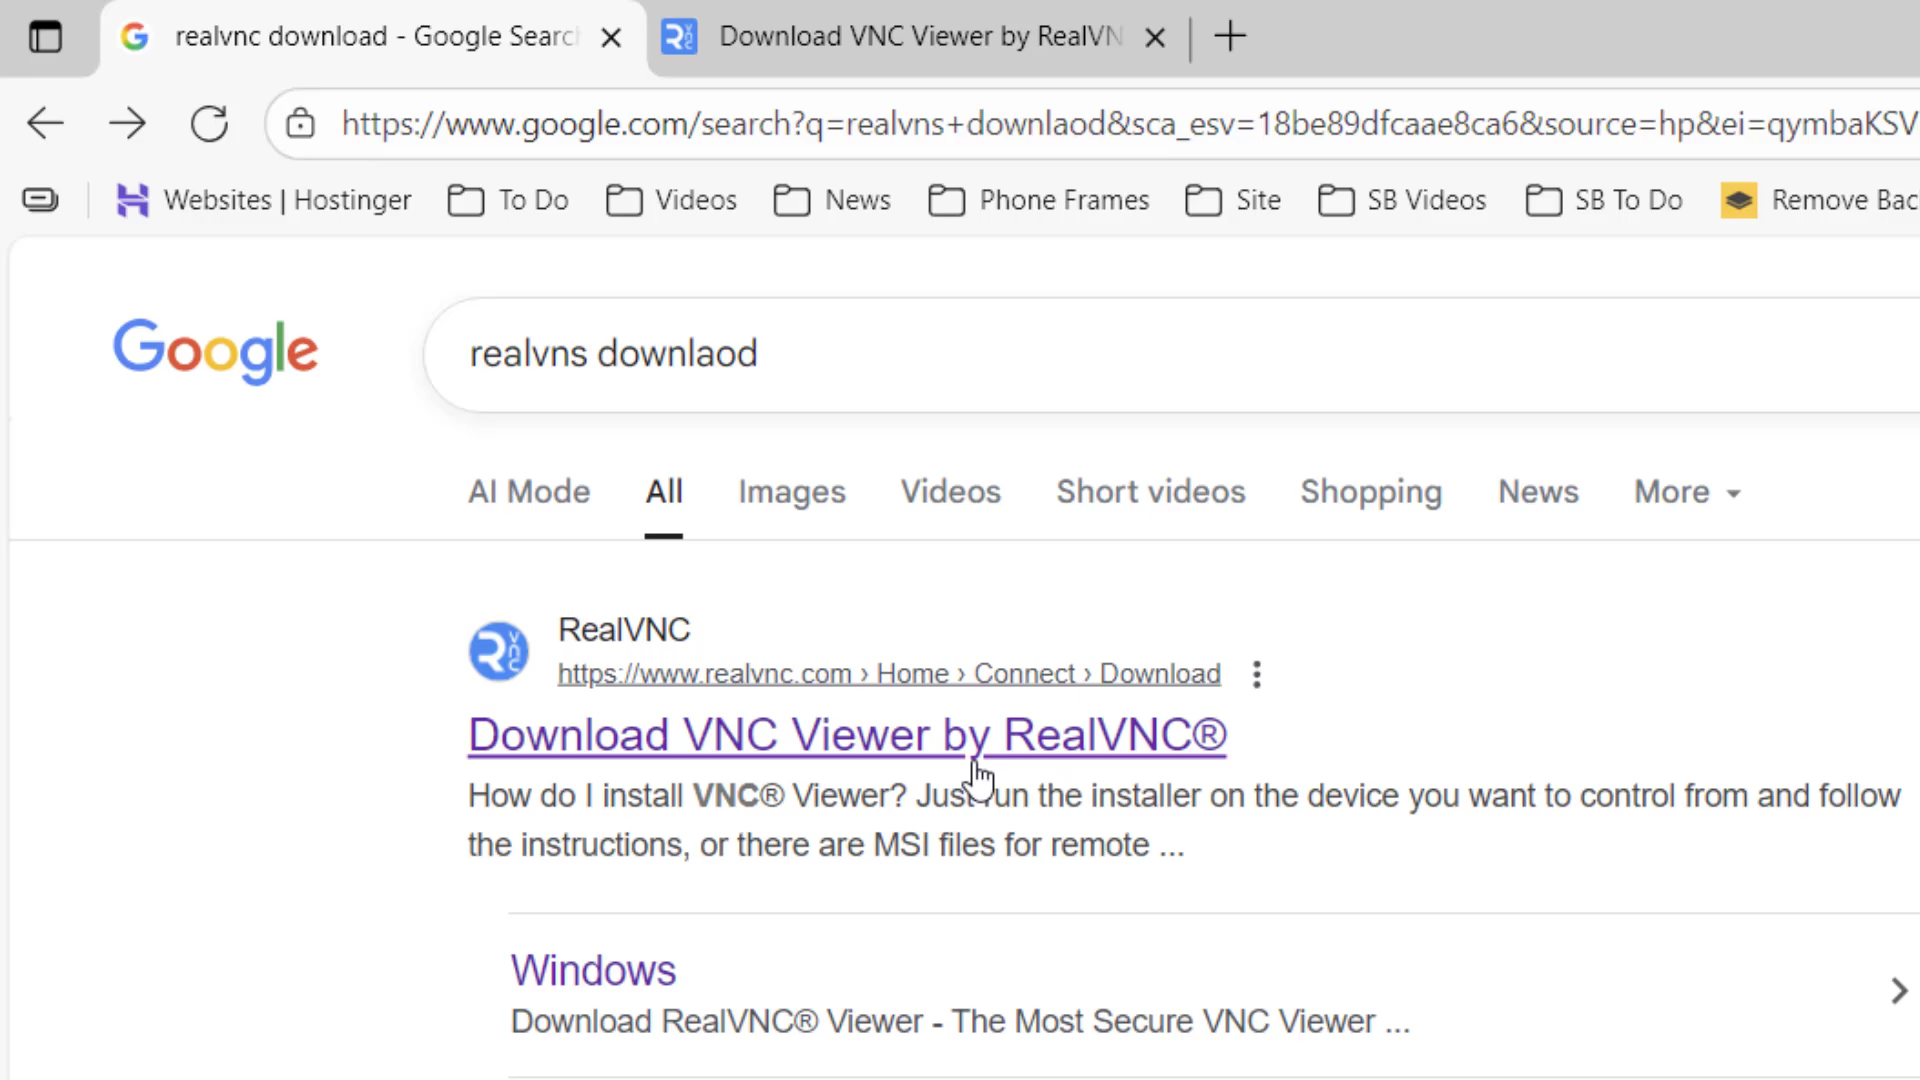 realvnc download - Google Searc
Download VNC Viewer by RealVN
https://www.google.com/search?q=realvns+downlaod&sca_esv=18be89dfcaae8ca6&source=hp&ei=qymbaKSV
Websites | Hostinger To Do Videos News Phone Frames Site SB Videos SB To Do Remove Bac
Google
realvns downlaod
AI Mode All Images Videos Short videos Shopping News More
RealVNC
https://www.realvnc.com › Home › Connect › Download
Download VNC Viewer by RealVNC®
How do I install VNC® Viewer? Just run the installer on the device you want to control from and follow
the instructions, or there are MSI files for remote ...
Windows
Download RealVNC® Viewer - The Most Secure VNC Viewer ...